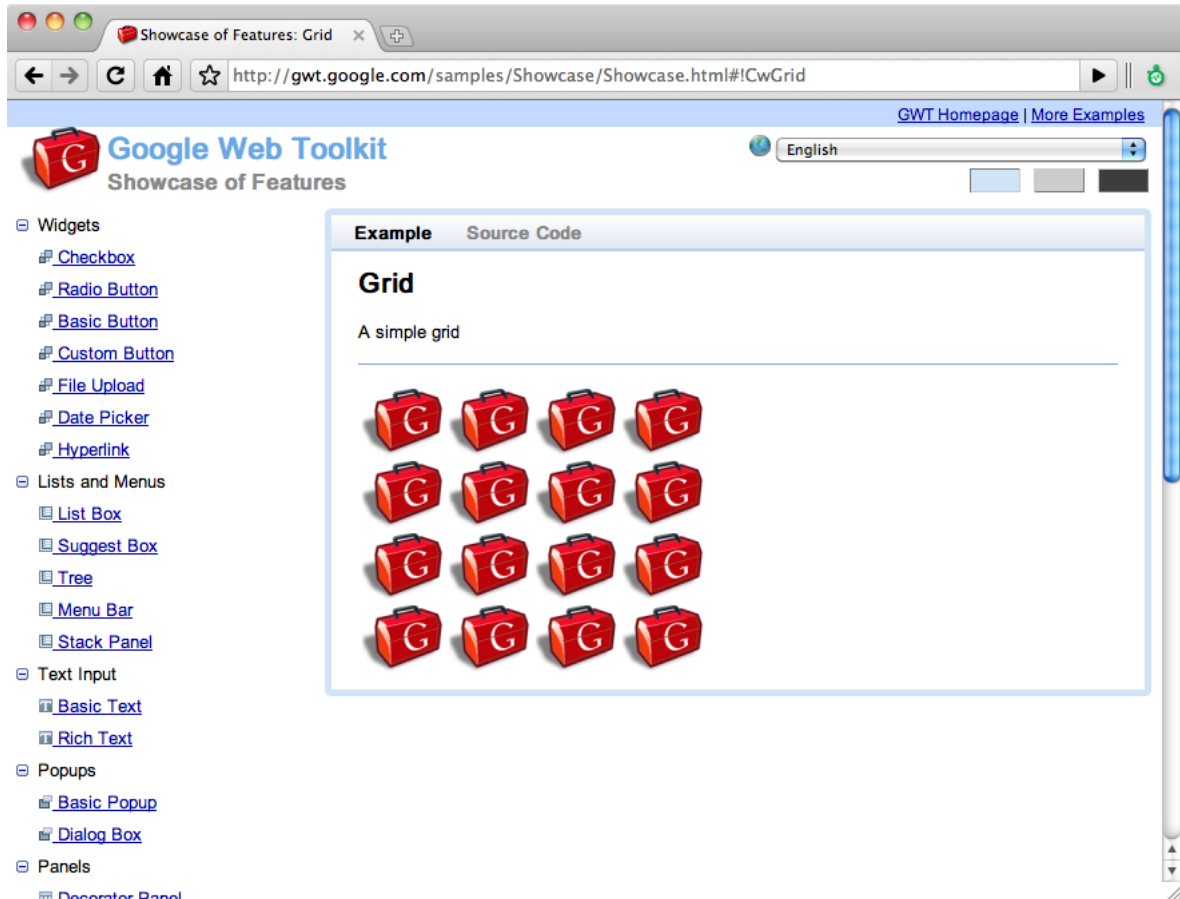 Showcase of Features: Grid
http://gwt.google.com/samples/Showcase/Showcase.html#!CwGrid
GWT Homepage | More Examples
G
Google Web Toolkit
Showcase of Features
English
Widgets
Checkbox
Radio Button
Basic Button
Custom Button
File Upload
Date Picker
Hyperlink
Lists and Menus
List Box
Suggest Box
Tree
Menu Bar
Stack Panel
Text Input
Basic Text
Rich Text
Popups
Basic Popup
Dialog Box
Panels
Decorator Panel
Example Source Code
Grid
A simple grid
G G G G
G G G G
G G G G
G G G G